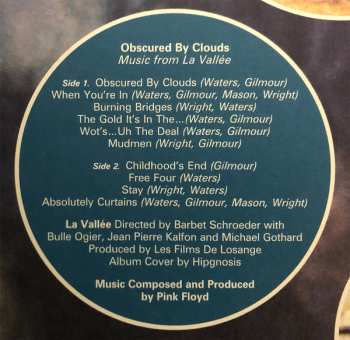 Obscured By Clouds
Music from La Vallée
Side 1. Obscured By Clouds (Waters, Gilmour)
When You're In (Waters, Gilmour, Mason, Wright)
Burning Bridges (Wright, Waters)
The Gold It's In The...(Waters, Gilmour)
Wot's...Uh The Deal (Waters, Gilmour)
Mudmen (Wright, Gilmour)
Side 2. Childhood's End (Gilmour)
Free Four (Waters)
Stay (Wright, Waters)
Absolutely Curtains (Waters, Gilmour, Mason, Wright)
La Vallée Directed by Barbet Schroeder with
Bulle Ogier, Jean Pierre Kalfon and Michael Gothard
Produced by Les Films De Losange
Album Cover by Hipgnosis
Music Composed and Produced
by Pink Floyd